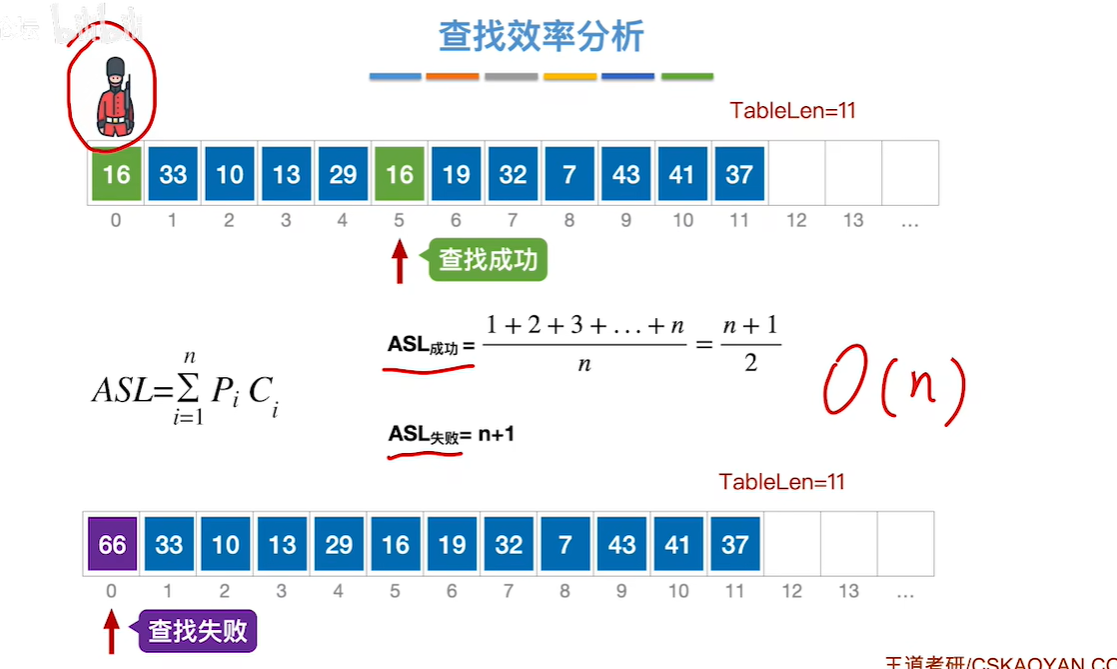 查找效率分析
TableLen=11
16 33 10 13 29 16 19 32 7 43 41 37
0 1 2 3 4 5 6 7 8 9 10 11 12 13 ...
查找成功
ASL成功 = (1+2+3+...+n)/n = (n+1)/2
ASL=∑_{i=1}^{n} P_i C_i
O(n)
ASL失败= n+1
TableLen=11
66 33 10 13 29 16 19 32 7 43 41 37
0 1 2 3 4 5 6 7 8 9 10 11 12 13 ...
查找失败
王道考研/CSKAOYAN.CO